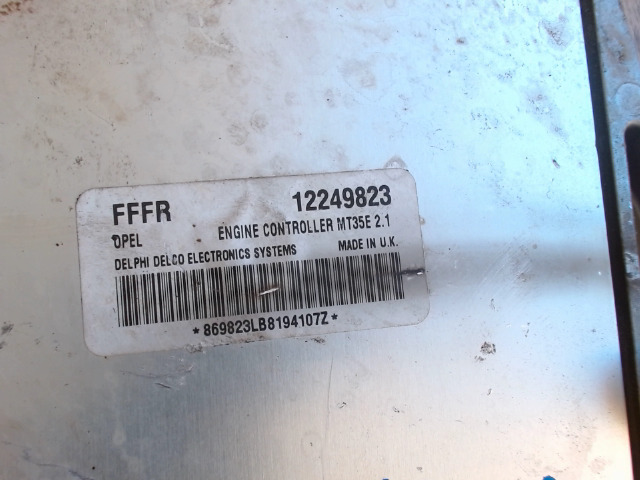 FFFR 12249823
OPEL ENGINE CONTROLLER MT35E 2.1
DELPHI DELCO ELECTRONICS SYSTEMS MADE IN U.K.
*869823LB8194107Z*